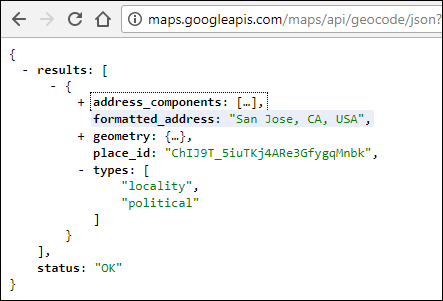 maps.googleapis.com/maps/api/geocode/json?
{
- results: [
- {
+ address_components: […],
formatted_address: "San Jose, CA, USA",
+ geometry: {…},
place_id: "ChIJ9T_5iuTKj4ARe3GfygqMnbk",
- types: [
"locality",
"political"
]
}
],
status: "OK"
}